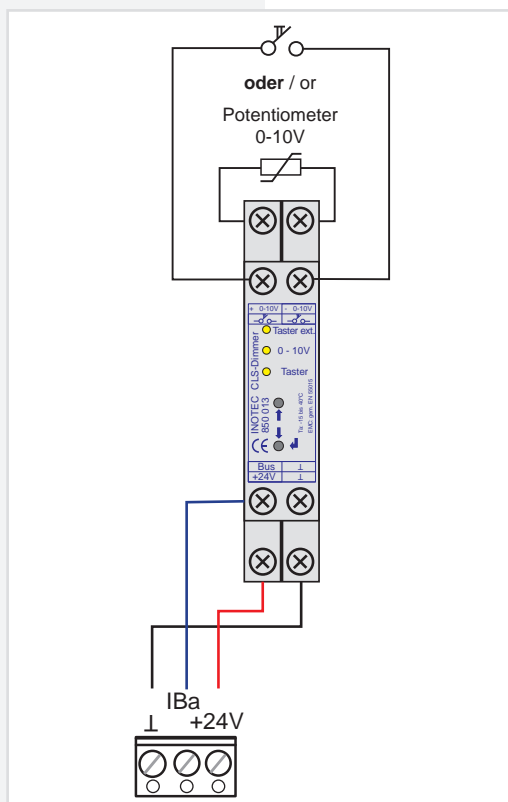 oder / or
Potentiometer
0-10V
+ 0-10V - 0-10V
Taster ext.
0 - 10V
Taster
INOTEC CLS-Dimmer
850 013
CE
Ta: -15 bis 40°C
EMC: gem. EN 55015
Bus ⊥
+24V ⊥
IBa
⊥ +24V